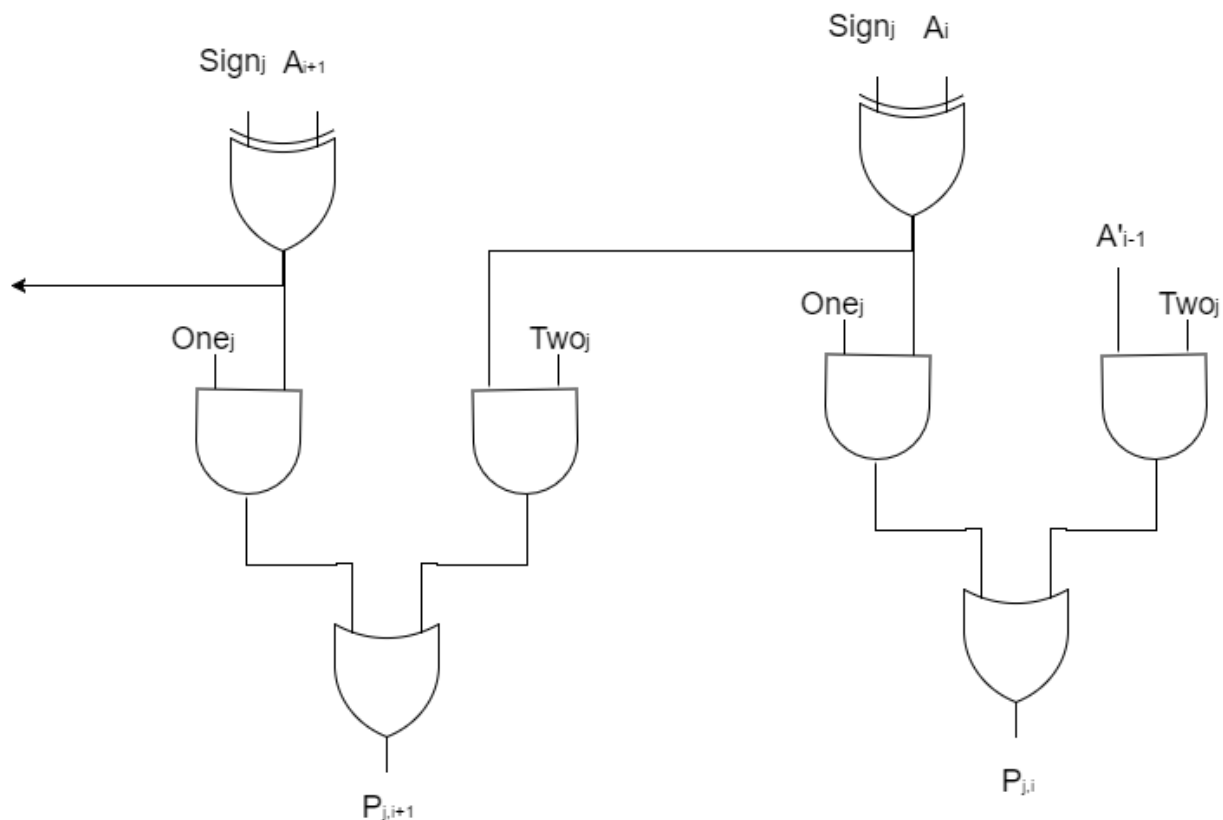 Signj Ai
Signj Ai+1
A'i-1
Onej Twoj
Onej Twoj
Pj,i
Pj,i+1